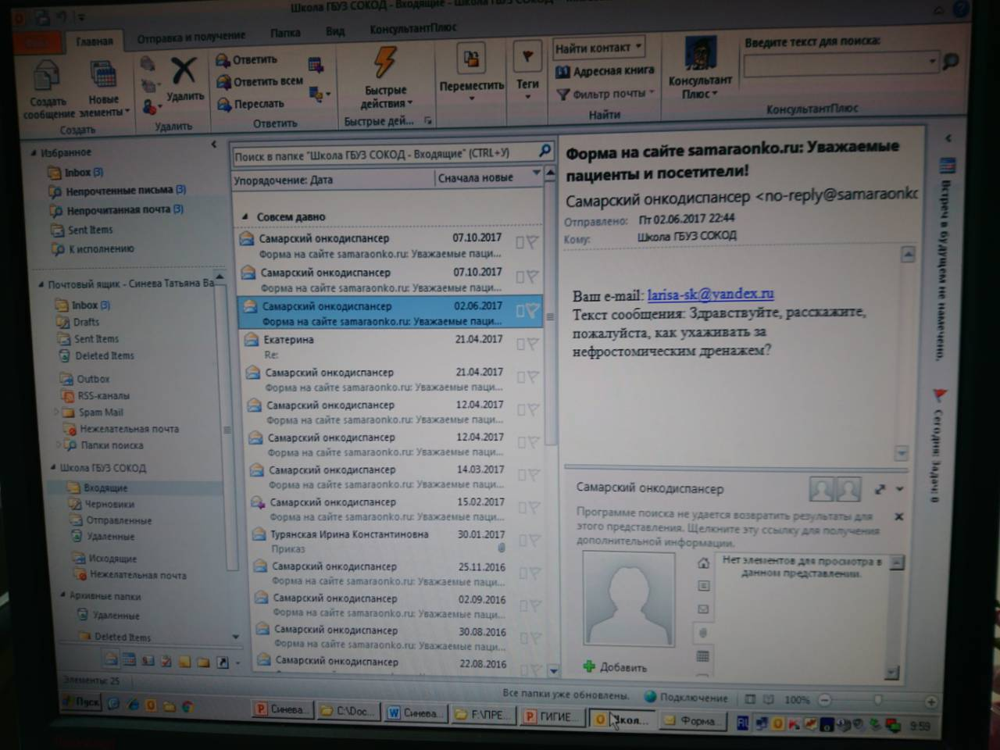 Школа ГБУЗ СОКОД - Входящие - Школа ГБУЗ СОКОД -
Главная
Отправка и получение
Папка
Вид
КонсультантПлюс
Создать сообщение
Новые элементы
Создать
Удалить
Удалить
Ответить
Ответить всем
Переслать
Ответить
Быстрые действия
Быстрые дей...
Переместить
Теги
Найти контакт
Адресная книга
Фильтр почты
Найти
Консультант Плюс
Введите текст для поиска:
КонсультантПлюс
Избранное
Inbox (3)
Непрочтенные письма (3)
Непрочитанная почта (3)
Sent Items
К исполнению
Почтовый ящик - Синева Татьяна Ва
Inbox (3)
Drafts
Sent Items
Deleted Items
Outbox
RSS-каналы
Spam Mail
Нежелательная почта
Папки поиска
Школа ГБУЗ СОКОД
Входящие
Черновики
Отправленные
Удаленные
Исходящие
Нежелательная почта
Архивные папки
Удаленные
Deleted Items
Поиск в папке "Школа ГБУЗ СОКОД - Входящие" (CTRL+У)
Упорядочение: Дата
Сначала новые
Совсем давно
Самарский онкодиспансер 07.10.2017
Форма на сайте samaraonko.ru: Уважаемые паци...
Самарский онкодиспансер 07.10.2017
Форма на сайте samaraonko.ru: Уважаемые паци...
Самарский онкодиспансер 02.06.2017
Форма на сайте samaraonko.ru: Уважаемые паци...
Екатерина 21.04.2017
Re:
Самарский онкодиспансер 21.04.2017
Форма на сайте samaraonko.ru: Уважаемые паци...
Самарский онкодиспансер 12.04.2017
Форма на сайте samaraonko.ru: Уважаемые паци...
Самарский онкодиспансер 12.04.2017
Форма на сайте samaraonko.ru: Уважаемые паци...
Самарский онкодиспансер 14.03.2017
Форма на сайте samaraonko.ru: Уважаемые паци...
Самарский онкодиспансер 15.02.2017
Форма на сайте samaraonko.ru: Уважаемые паци...
Турянская Ирина Константиновна 30.01.2017
Приказ
Самарский онкодиспансер 25.11.2016
Форма на сайте samaraonko.ru: Уважаемые паци...
Самарский онкодиспансер 02.09.2016
Форма на сайте samaraonko.ru: Уважаемые паци...
Самарский онкодиспансер 30.08.2016
Форма на сайте samaraonko.ru: Уважаемые паци...
Самарский онкодиспансер 22.08.2016
Форма на сайте samaraonko.ru: Уважаемые
пациенты и посетители!
Самарский онкодиспансер <no-reply@samaraonkc
Отправлено: Пт 02.06.2017 22:44
Кому: Школа ГБУЗ СОКОД
Ваш e-mail: larisa-sk@yandex.ru
Текст сообщения: Здравствуйте, расскажите,
пожалуйста, как ухаживать за
нефростомическим дренажем?
Самарский онкодиспансер
Программе поиска не удается возвратить результаты для
этого представления. Щелкните эту ссылку для получения
дополнительной информации.
Нет элементов для просмотра в
данном представлении.
Добавить
Встреч в будущем не намечено.
Сегодня: Задач: 0
Элементы: 25
Все папки уже обновлены.
Подключение
100%
Пуск
Синева...
C:\Doc...
Синева...
F:\ПРЕ...
ГИГИЕ...
Школ...
Форма...
RL
9:59